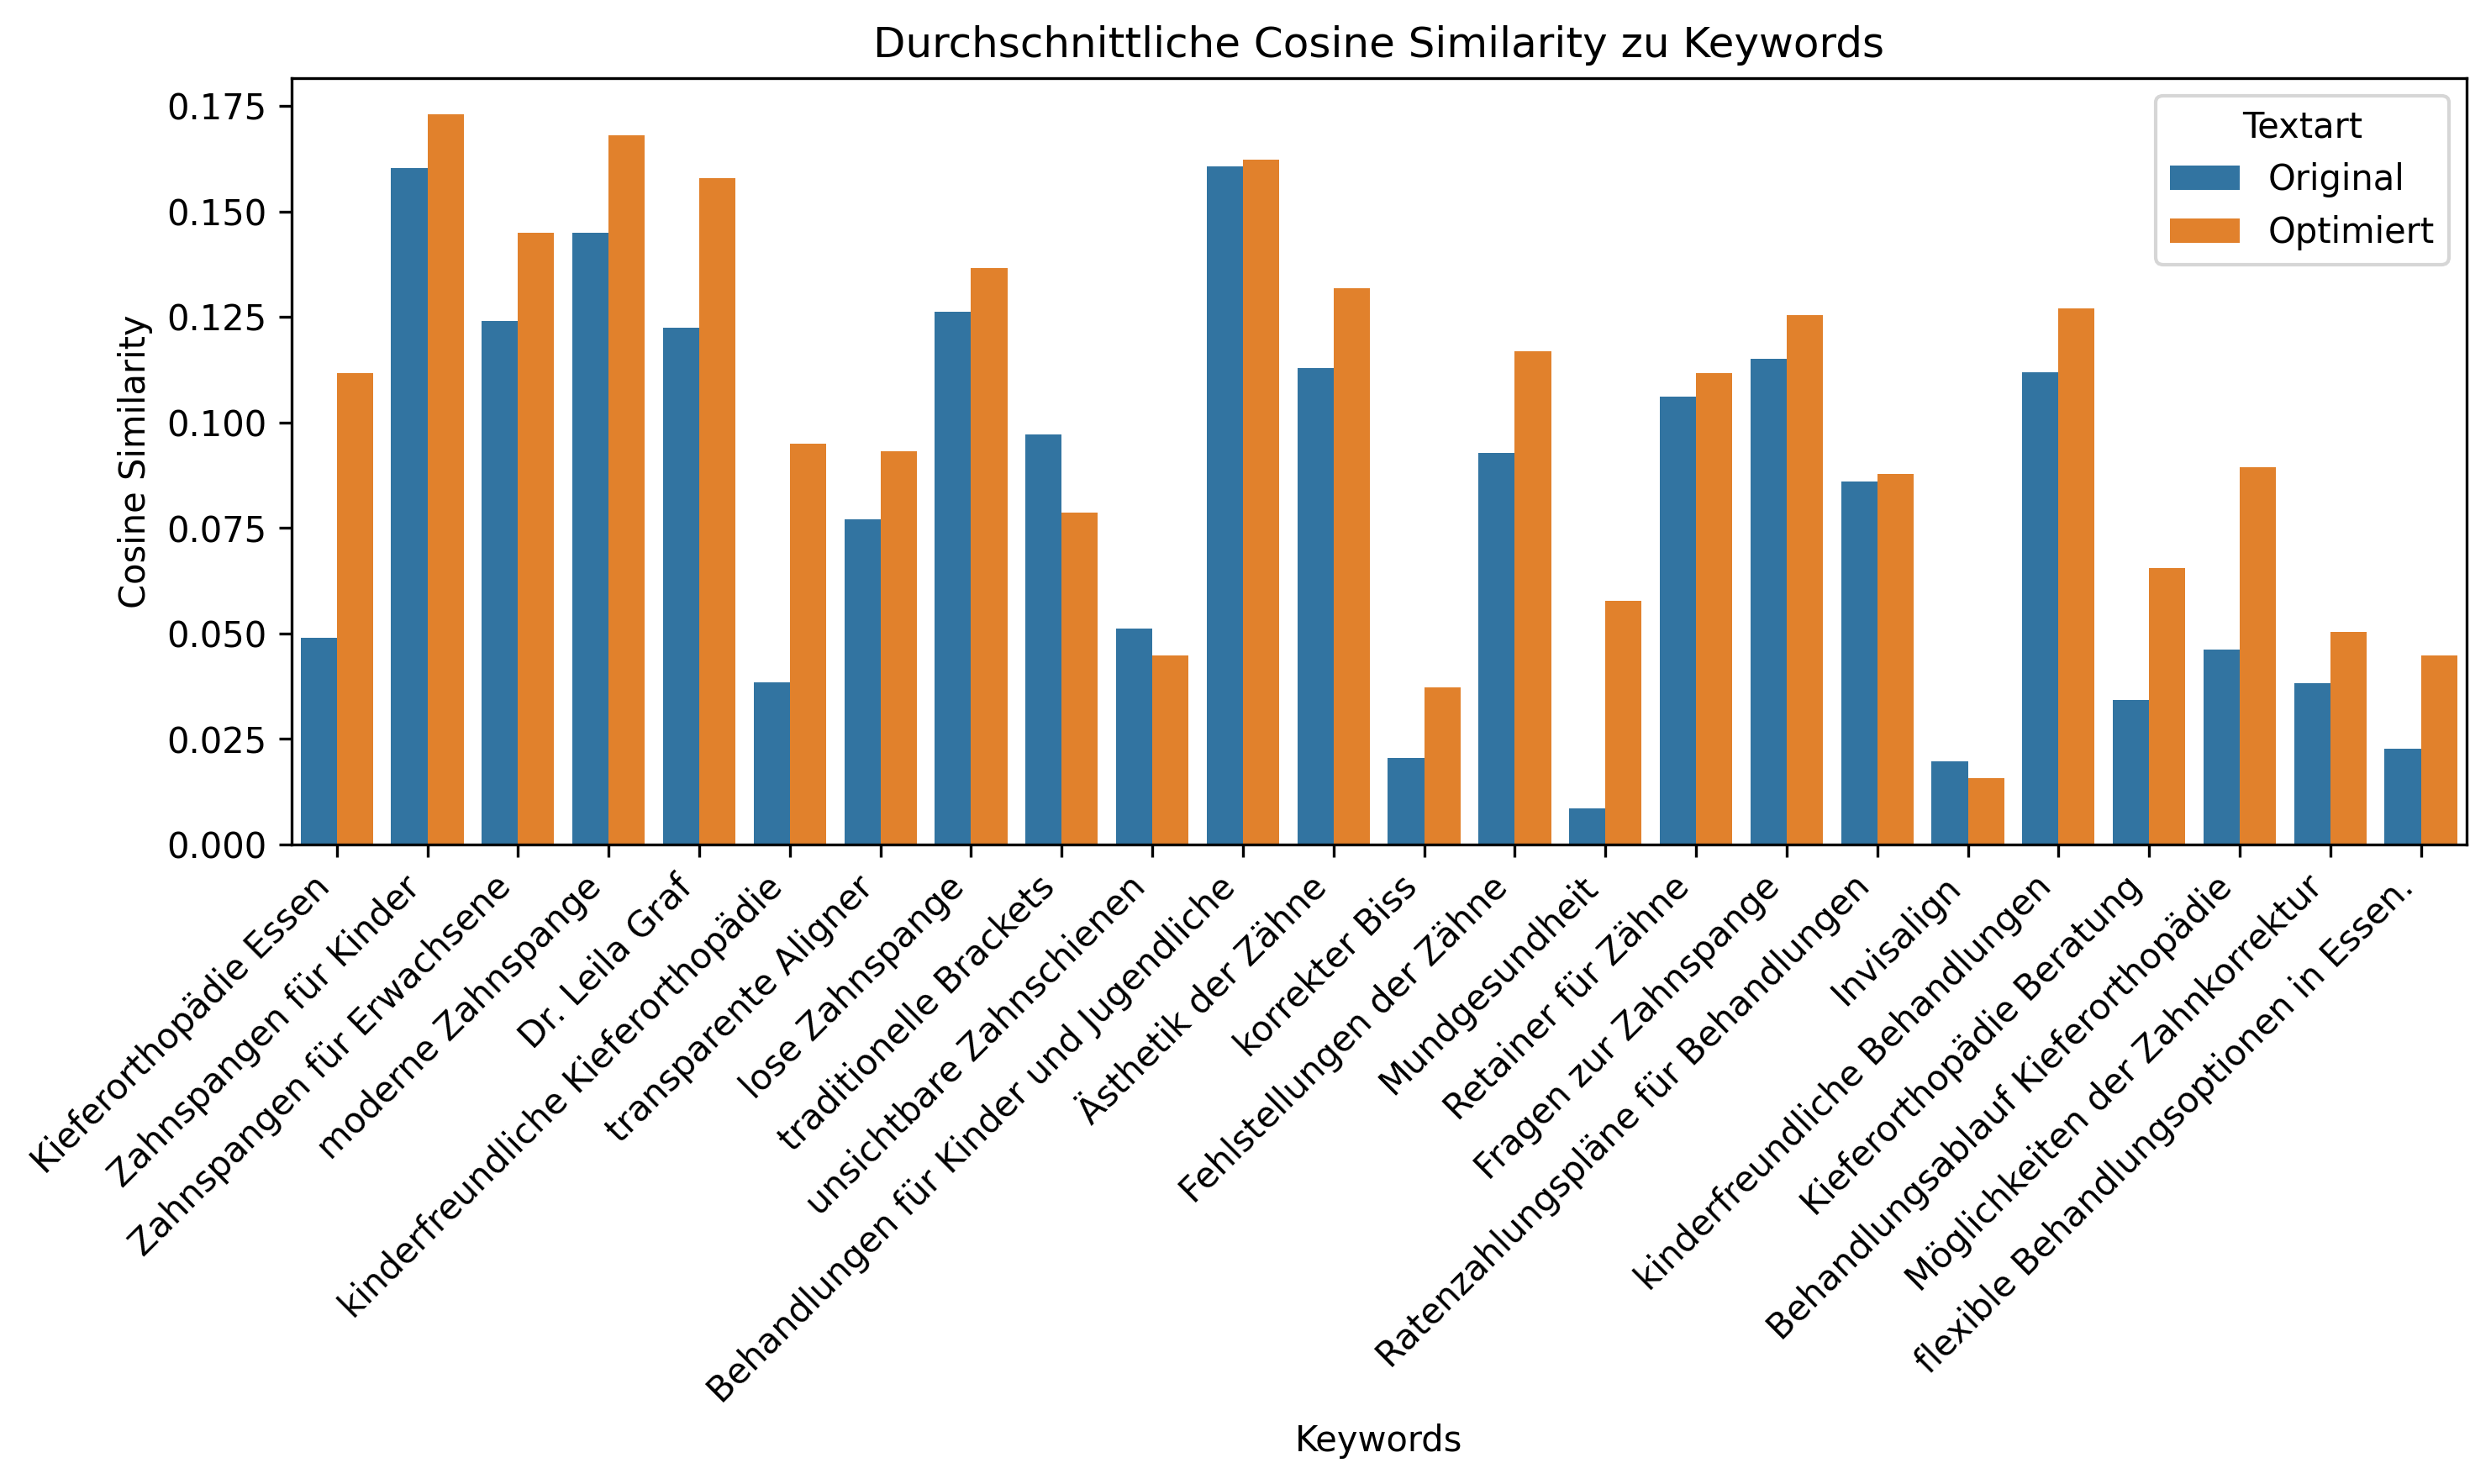 Durchschnittliche Cosine Similarity zu Keywords
Textart
Original
Optimiert
Cosine Similarity
0.175
0.150
0.125
0.100
0.075
0.050
0.025
0.000
Kieferorthopädie Essen
Zahnspangen für Kinder
Zahnspangen für Erwachsene
moderne Zahnspange
Dr. Leila Graf
kinderfreundliche Kieferorthopädie
transparente Aligner
lose Zahnspange
traditionelle Brackets
unsichtbare Zahnschienen
Behandlungen für Kinder und Jugendliche
Ästhetik der Zähne
korrekter Biss
Fehlstellungen der Zähne
Mundgesundheit
Retainer für Zähne
Fragen zur Zahnspange
Ratenzahlungspläne für Behandlungen
Invisalign
kinderfreundliche Behandlungen
Kieferorthopädie Beratung
Behandlungsablauf Kieferorthopädie
Möglichkeiten der Zahnkorrektur
flexible Behandlungsoptionen in Essen.
Keywords